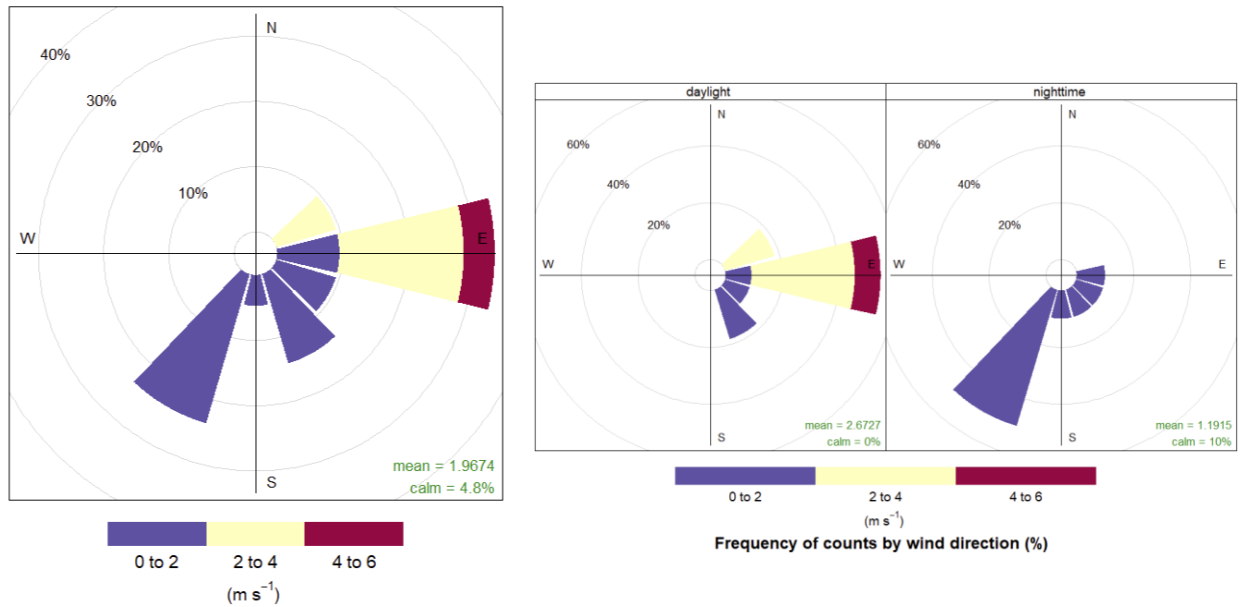 N
40%
30%
20%
10%
W
E
S
mean = 1.9674
calm = 4.8%
0 to 2 2 to 4 4 to 6
(m s⁻¹)
daylight
N
60%
40%
20%
W
E
S
mean = 2.6727
calm = 0%
nighttime
N
60%
40%
20%
W
E
S
mean = 1.1915
calm = 10%
0 to 2 2 to 4 4 to 6
(m s⁻¹)
Frequency of counts by wind direction (%)